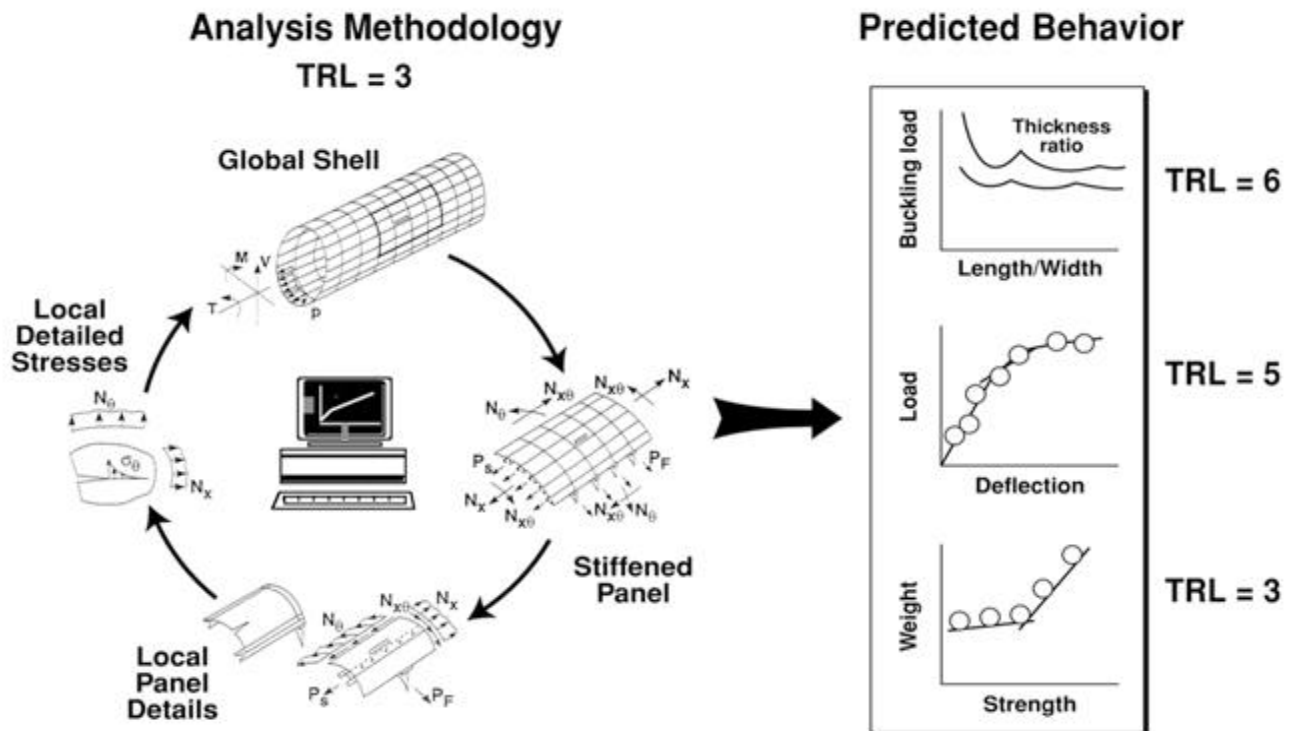 Analysis Methodology
TRL = 3
Global Shell
M
V
T
p
Local
Detailed
Stresses
Nθ
σθ
Nx
Nθ
Nxθ
Nxθ
Nx
Ps
PF
Nx
Nxθ
Nxθ
Nθ
Stiffened
Panel
Nθ
Nxθ
Nx
Ps
PF
Local
Panel
Details
Predicted Behavior
Buckling load
Thickness
ratio
Length/Width
TRL = 6
Load
Deflection
TRL = 5
Weight
Strength
TRL = 3